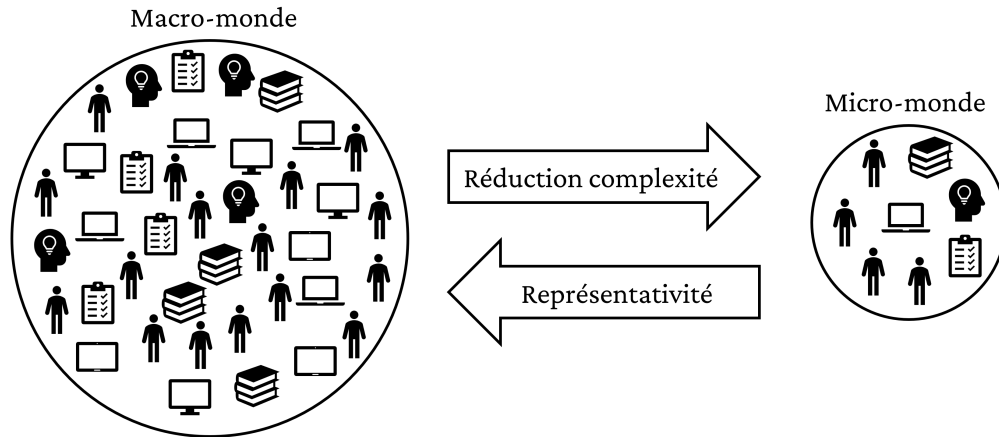 Macro-monde
Micro-monde
Réduction complexité
Représentativité